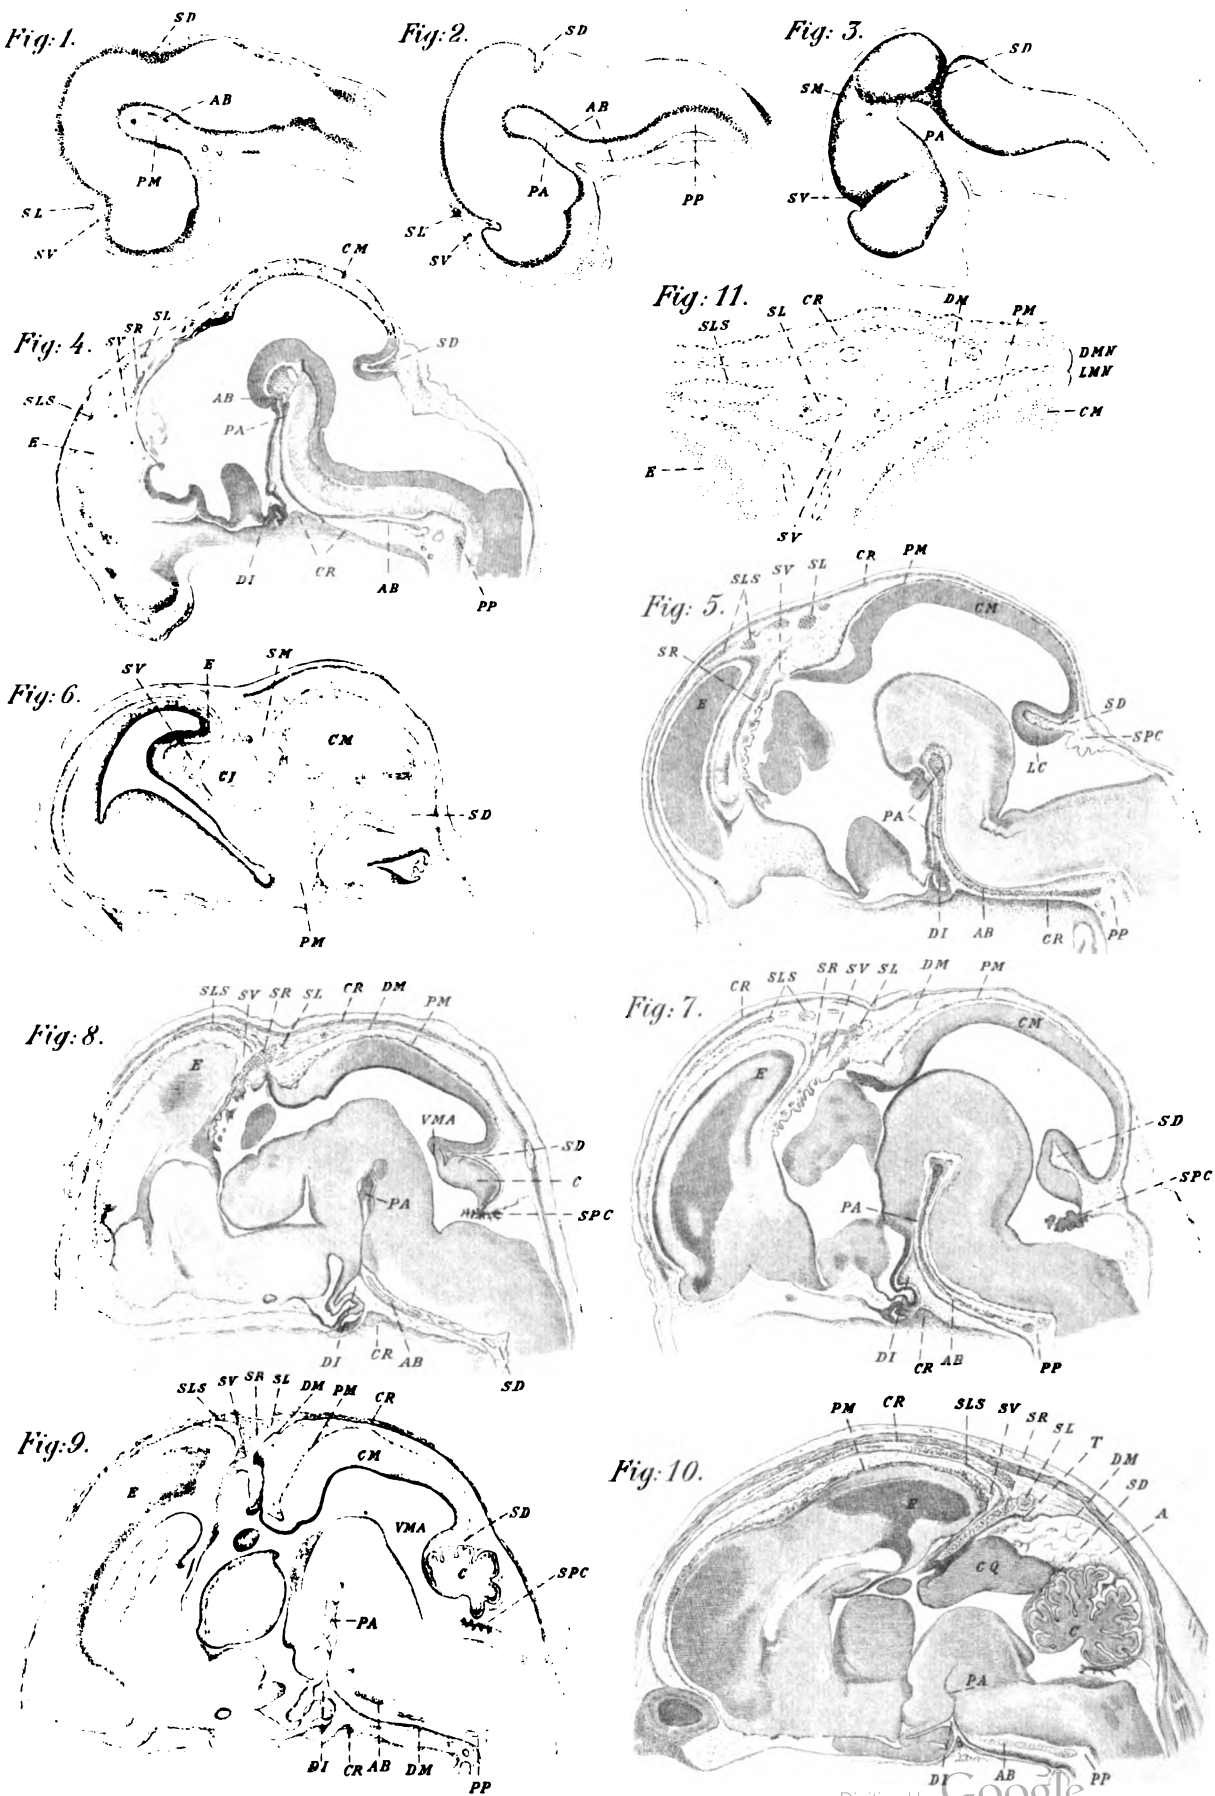 Fig: 1.
SD
AB
PM
SL
SV
Fig: 2.
SD
AB
PA
PP
SL
SV
Fig: 3.
SD
SM
PA
SV
Fig: 4.
CM
SL
SR
SV
SD
SLS
AB
PA
E
DI
CR
AB
PP
Fig: 11.
SL
CR
DM
PM
SLS
DMN
LMN
CM
E
SV
Fig: 5.
SLS
SV
SL
CR
PM
CM
SR
E
SD
SPC
LC
PA
DI
AB
CR
PP
Fig: 6.
SV
E
SM
CM
CI
SD
PM
Fig: 8.
SLS
SV
SR
SL
CR
DM
PM
E
VMA
SD
C
PA
SPC
DI
CR
AB
SD
Fig: 7.
CR
SLS
SR
SV
SL
DM
PM
CM
E
SD
SPC
PA
DI
CR
AB
PP
Fig: 9.
SLS
SV
SR
SL
DM
PM
CR
CM
E
SD
VMA
C
SPC
PA
DI
CR
AB
DM
PP
Fig: 10.
PM
CR
SLS
SV
SR
SL
T
DM
SD
A
E
CQ
C
PA
DI
AB
PP
Google